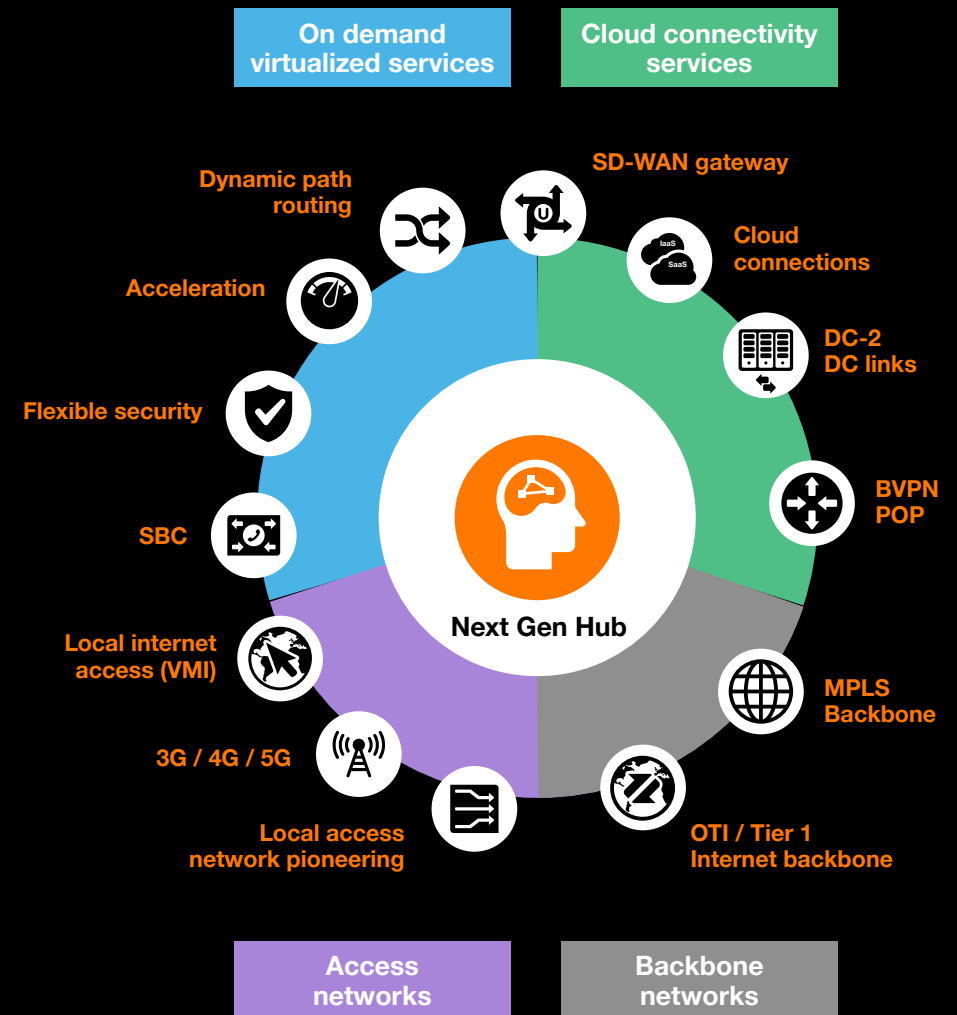 On demand
virtualized services
Cloud connectivity
services
SD-WAN gateway
Dynamic path
routing
U
Cloud
connections
IaaS
SaaS
Acceleration
DC-2
DC links
Flexible security
BVPN
POP
SBC
Next Gen Hub
Local internet
access (VMI)
MPLS
Backbone
3G / 4G / 5G
Local access
network pioneering
OTI / Tier 1
Internet backbone
Access
networks
Backbone
networks